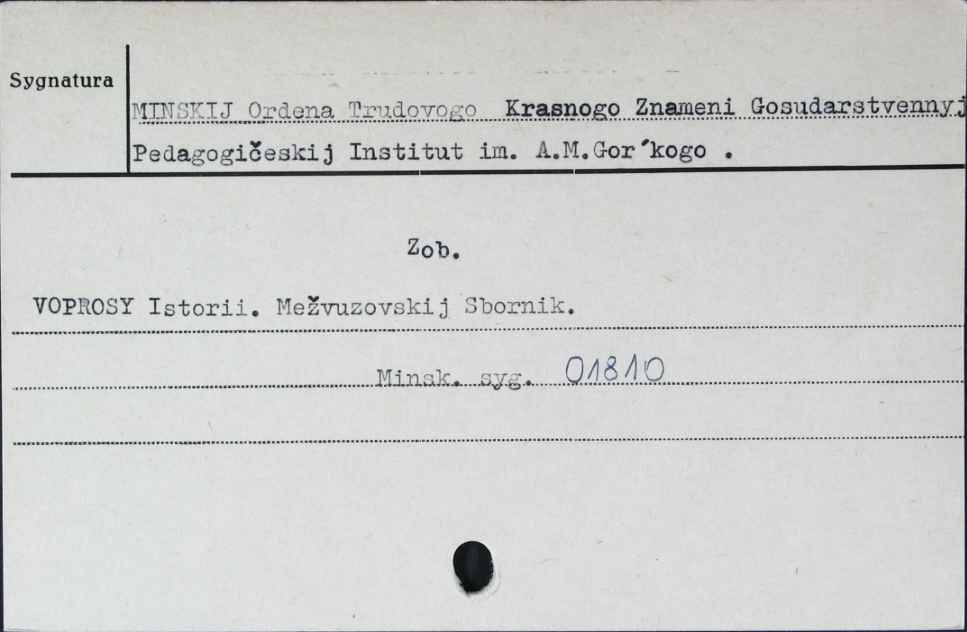 Sygnatura
MINSKIJ Ordena Trudovogo Krasnogo Znameni Gosudarstvennyj
Pedagogičeskij Institut im. A.M.Gor´kogo .
Zob.
VOPROSY Istorii. Mežvuzovskij Sbornik.
Minsk. syg. 01810